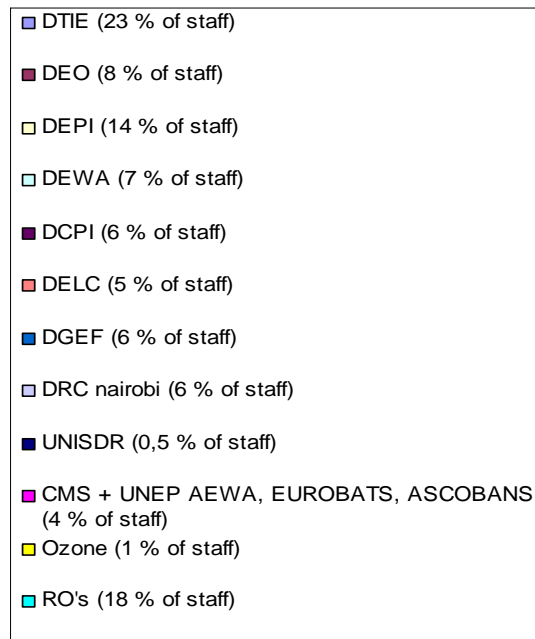 DTIE (23 % of staff)
DEO (8 % of staff)
DEPI (14 % of staff)
DEWA (7 % of staff)
DCPI (6 % of staff)
DELC (5 % of staff)
DGEF (6 % of staff)
DRC nairobi (6 % of staff)
UNISDR (0,5 % of staff)
CMS + UNEP AEWA, EUROBATS, ASCOBANS
(4 % of staff)
Ozone (1 % of staff)
RO's (18 % of staff)